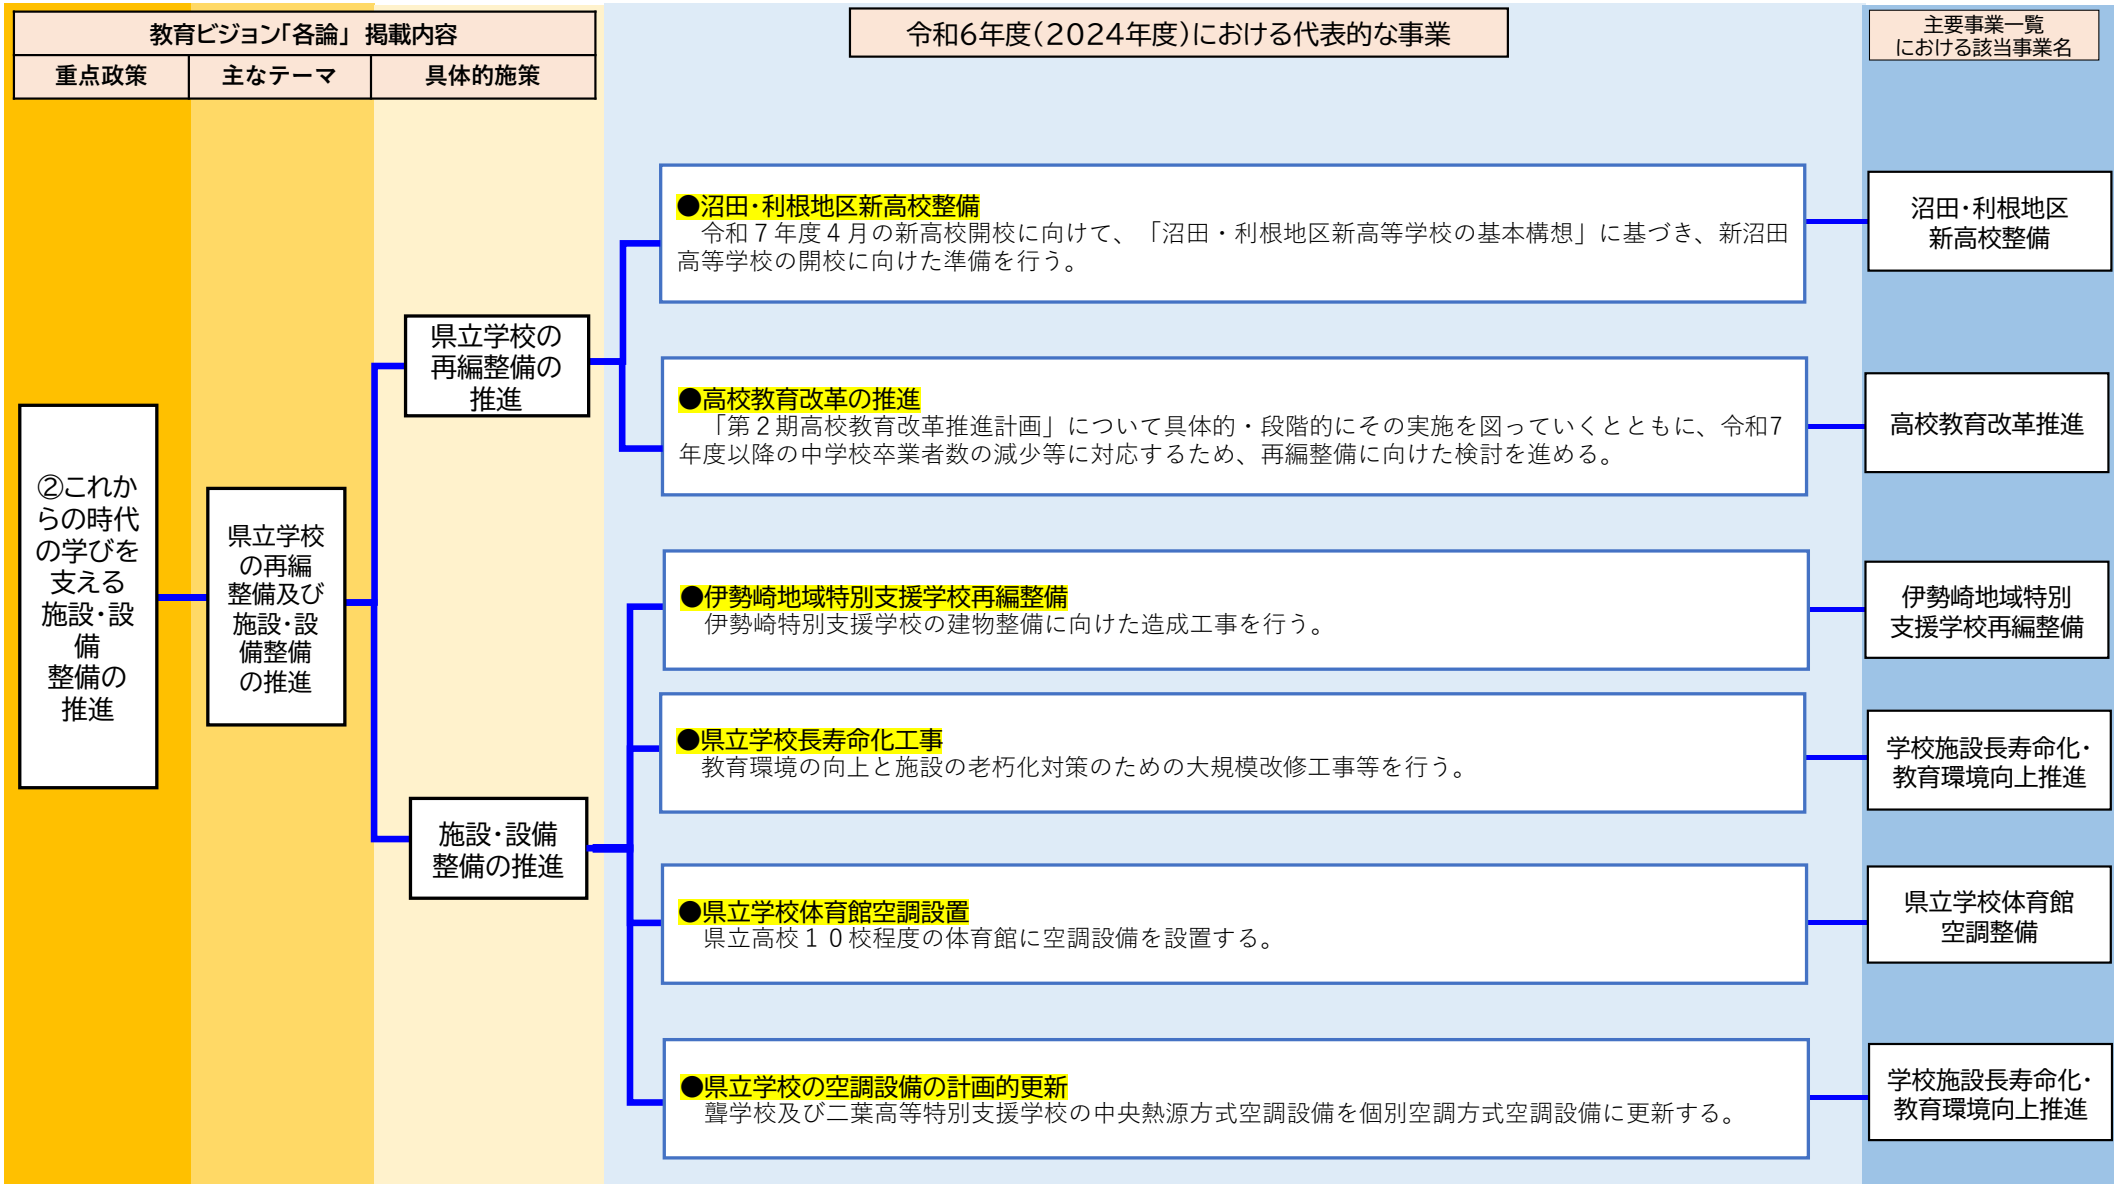 教育ビジョン「各論」 掲載内容
重点政策
主なテーマ
具体的施策
令和6年度(2024年度)における代表的な事業
主要事業一覧
における該当事業名
②これか
らの時代
の学びを
支える
施設・設
備
整備の
推進
県立学校
の再編
整備及び
施設・設
備整備
の推進
県立学校の
再編整備の
推進
●沼田・利根地区新高校整備
令和7年度4月の新高校開校に向けて、「沼田・利根地区新高等学校の基本構想」に基づき、新沼田
高等学校の開校に向けた準備を行う。
沼田・利根地区
新高校整備
●高校教育改革の推進
「第2期高校教育改革推進計画」について具体的・段階的にその実施を図っていくとともに、令和7
年度以降の中学校卒業者数の減少等に対応するため、再編整備に向けた検討を進める。
高校教育改革推進
施設・設備
整備の推進
●伊勢崎地域特別支援学校再編整備
伊勢崎特別支援学校の建物整備に向けた造成工事を行う。
伊勢崎地域特別
支援学校再編整備
●県立学校長寿命化工事
教育環境の向上と施設の老朽化対策のための大規模改修工事等を行う。
学校施設長寿命化・
教育環境向上推進
●県立学校体育館空調設置
県立高校10校程度の体育館に空調設備を設置する。
県立学校体育館
空調整備
●県立学校の空調設備の計画的更新
聾学校及び二葉高等特別支援学校の中央熱源方式空調設備を個別空調方式空調設備に更新する。
学校施設長寿命化・
教育環境向上推進